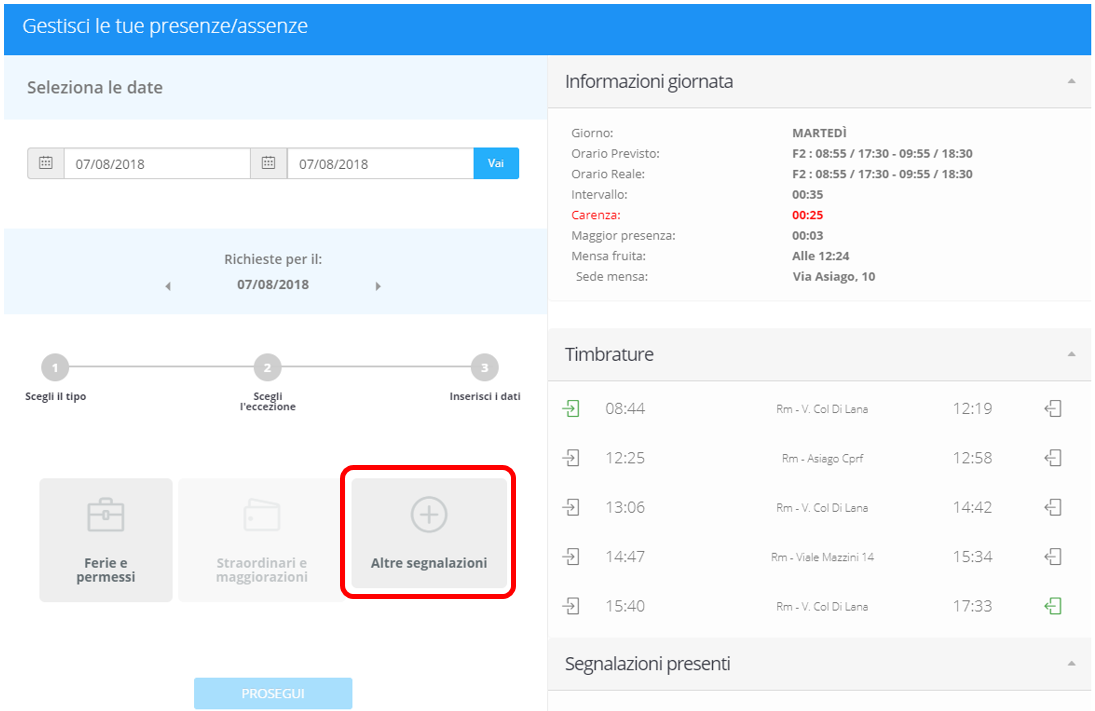 Gestisci le tue presenze/assenze
Seleziona le date
07/08/2018
07/08/2018
Vai
Richieste per il:
07/08/2018
1
2
3
Scegli il tipo
Scegli
l'eccezione
Inserisci i dati
Ferie e
permessi
Straordinari e
maggiorazioni
Altre segnalazioni
PROSEGUI
Informazioni giornata
Giorno: MARTEDÌ
Orario Previsto: F2 : 08:55 / 17:30 - 09:55 / 18:30
Orario Reale: F2 : 08:55 / 17:30 - 09:55 / 18:30
Intervallo: 00:35
Carenza: 00:25
Maggior presenza: 00:03
Mensa fruita: Alle 12:24
Sede mensa: Via Asiago, 10
Timbrature
08:44 Rm - V. Col Di Lana 12:19
12:25 Rm - Asiago Cprf 12:58
13:06 Rm - V. Col Di Lana 14:42
14:47 Rm - Viale Mazzini 14 15:34
15:40 Rm - V. Col Di Lana 17:33
Segnalazioni presenti